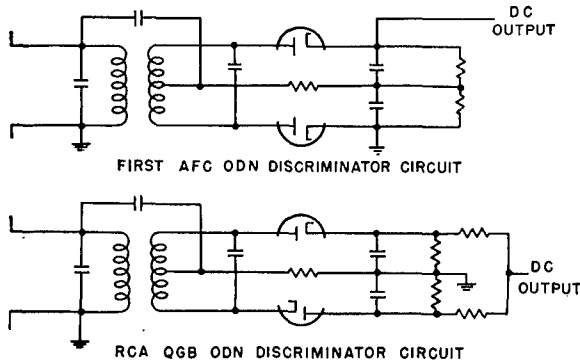 DC
OUTPUT
FIRST AFC ODN DISCRIMINATOR CIRCUIT
DC
OUTPUT
RCA QGB ODN DISCRIMINATOR CIRCUIT